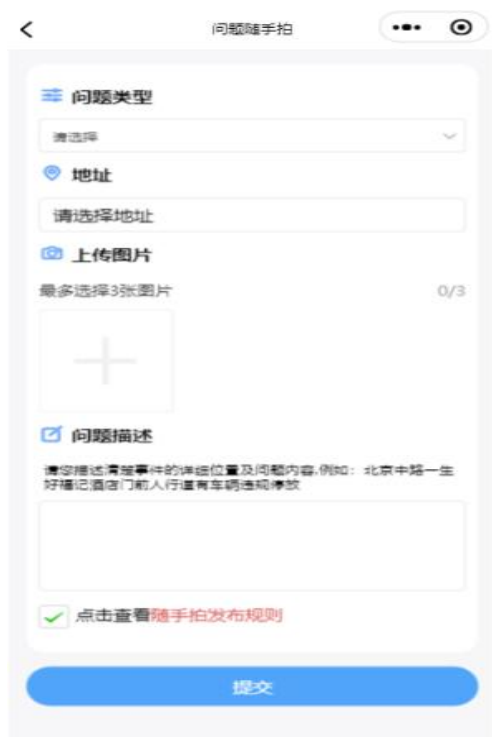 问题随手拍
问题类型
请选择
地址
请选择地址
上传图片
最多选择3张图片
0/3
问题描述
请您描述清楚事件的详细位置及问题内容,例如：北京中路一生
好福记酒店门前人行道有车辆违规停放
点击查看随手拍发布规则
提交